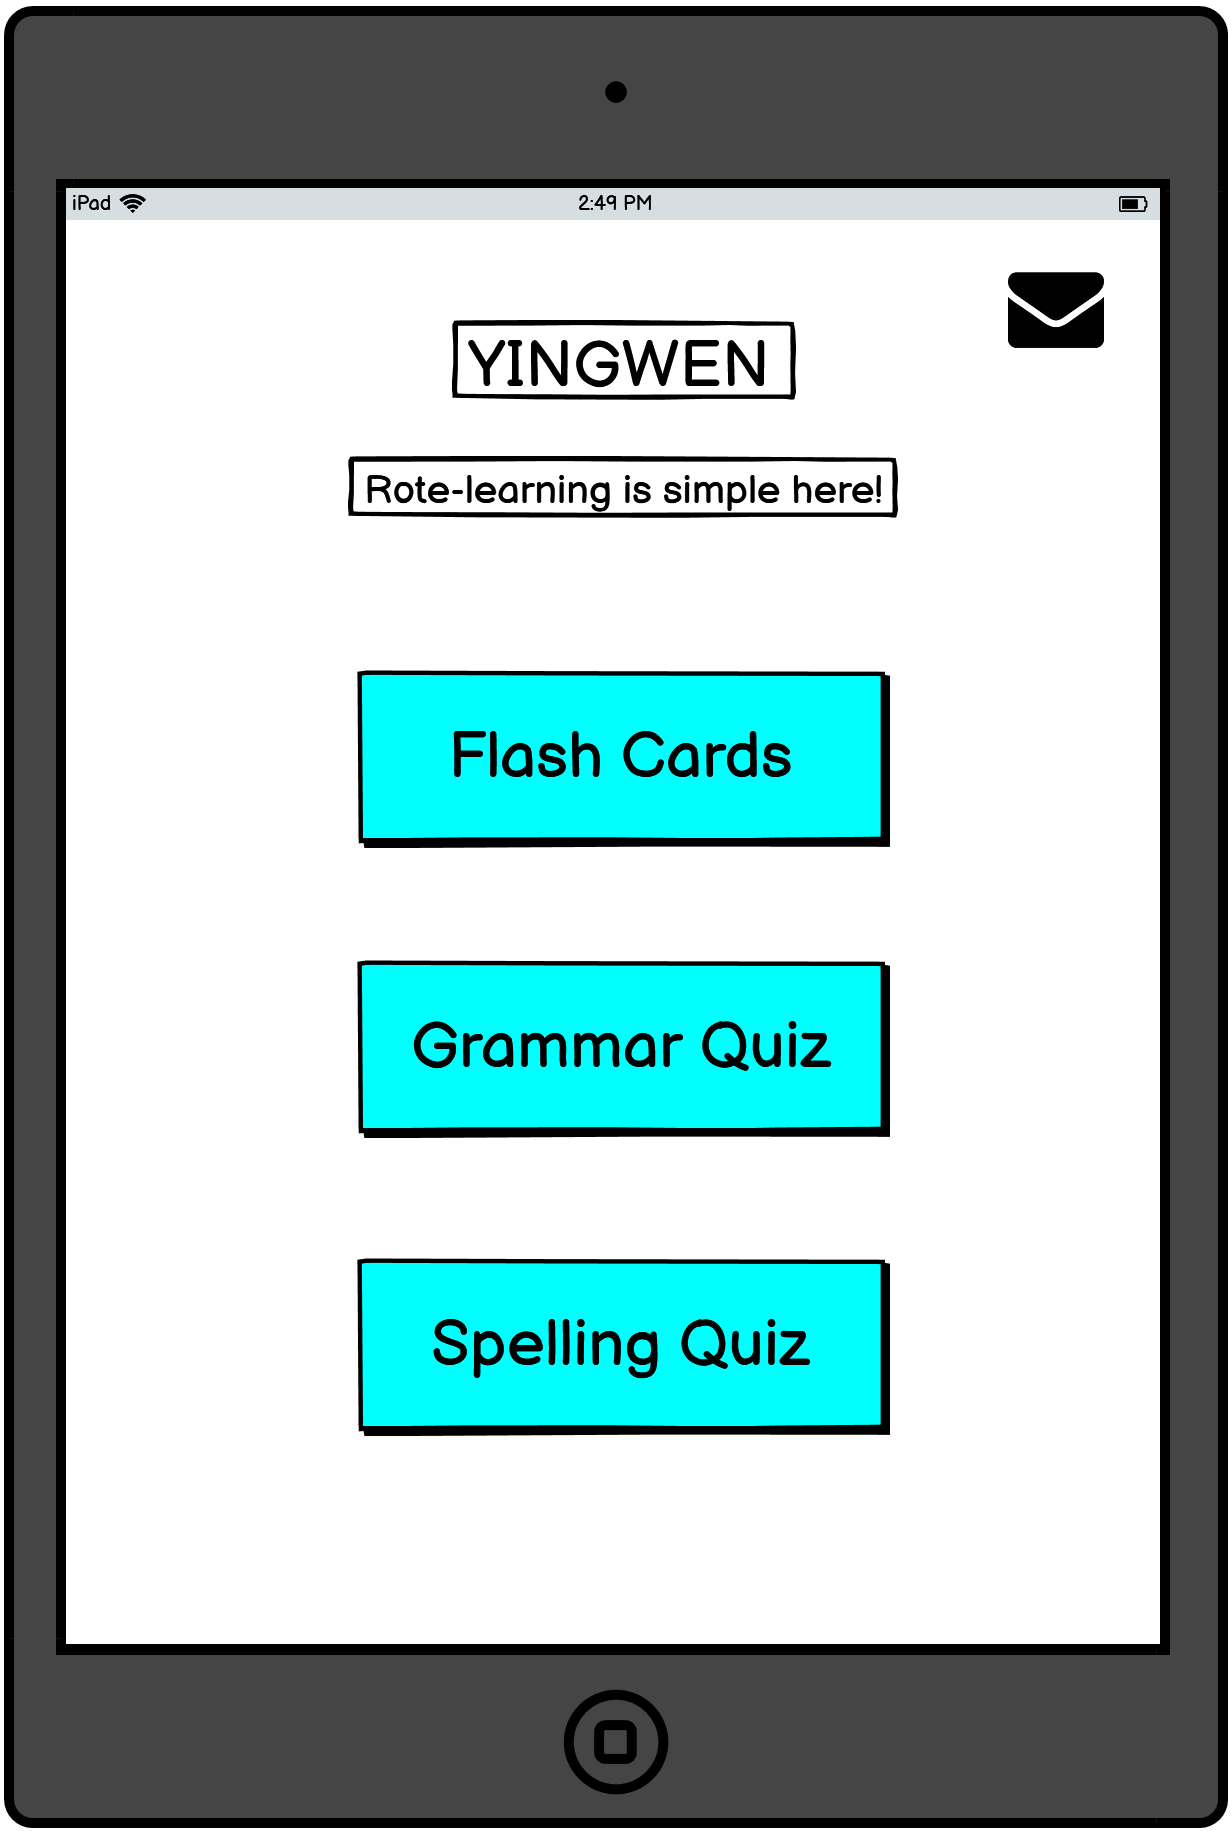 iPad 2:49 PM
YINGWEN
Rote-learning is simple here!
Flash Cards
Grammar Quiz
Spelling Quiz